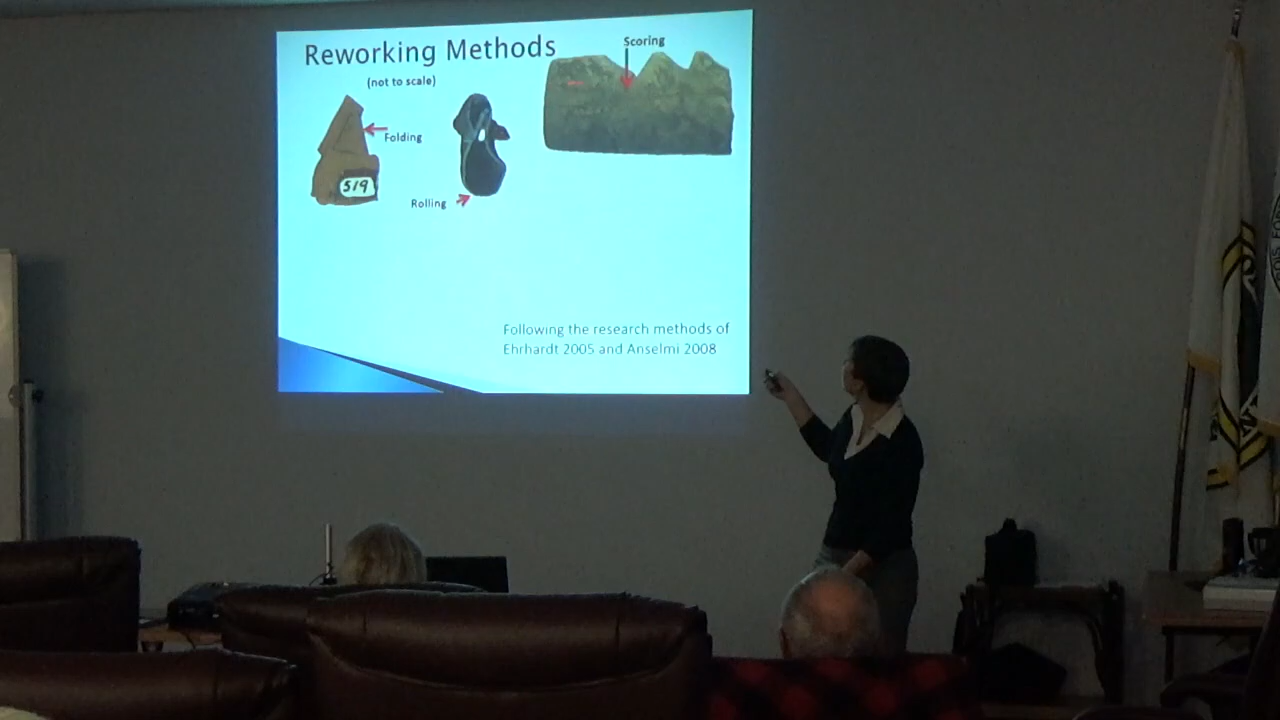 Reworking Methods
(not to scale)
Scoring
Folding
519
Rolling
Following the research methods of
Ehrhardt 2005 and Anselmi 2008